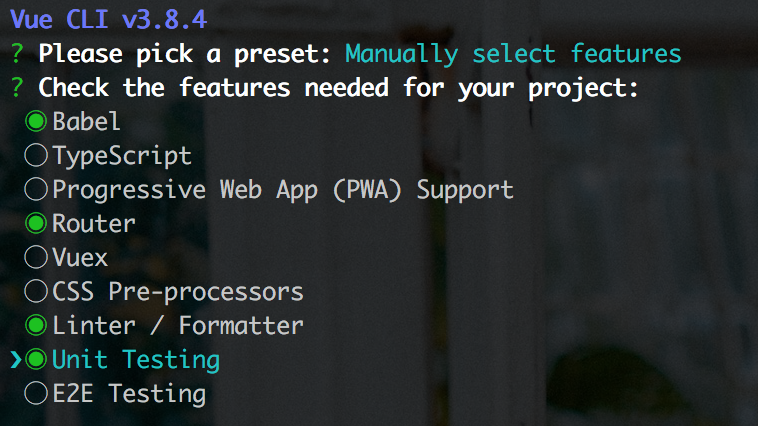 Vue CLI v3.8.4
? Please pick a preset: Manually select features
? Check the features needed for your project:
◉ Babel
◯ TypeScript
◯ Progressive Web App (PWA) Support
◉ Router
◯ Vuex
◯ CSS Pre-processors
◉ Linter / Formatter
❯◉ Unit Testing
◯ E2E Testing